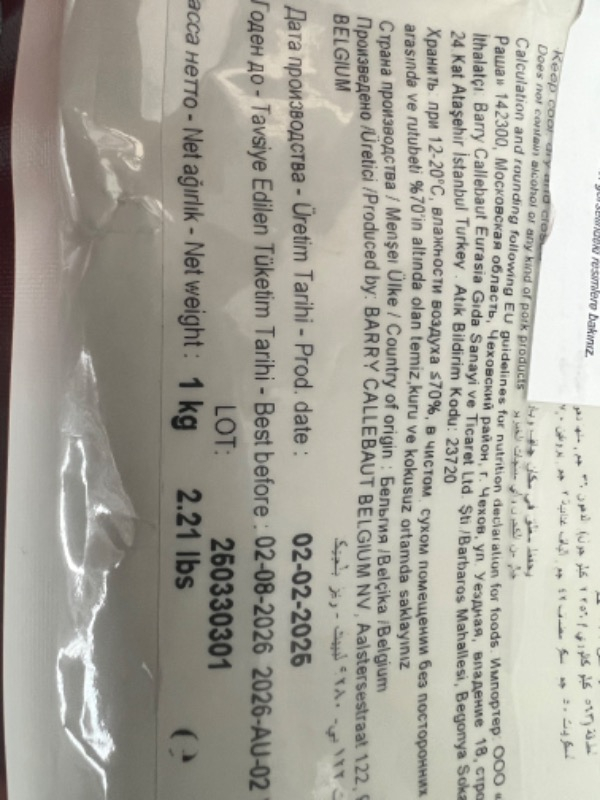 görselindeki resimlere bakınız.
Keep cool, dry and
Does not contain alcohol or any kind of pork products
Calculation and rounding following EU guidelines for nutrition declaration for foods. Импортер: ООО «
Раша» 142300, Московская область, Чеховский район, г. Чехов, ул. Уездная, владение 18, стро
İthalatçı: Barry Callebaut Eurasia Gıda Sanayi ve Ticaret Ltd. Şti /Barbaros Mahallesi, Begonya Soka
24 Kat Ataşehir İstanbul Turkey . Atık Bildirim Kodu: 23720
Хранить при 12-20°C, влажности воздуха ≤70%, в чистом, сухом помещении без посторонних
arasında ve rutubeti %70'in altında olan temiz,kuru ve kokusuz ortamda saklayınız
Страна производства / Menşei Ülke / Country of origin : Бельгия /Belçika /Belgium
Произведено /Üretici /Produced by: BARRY CALLEBAUT BELGIUM NV, Aalstersestraat 122,
BELGIUM
Дата производства - Üretim Tarihi - Prod. date : 02-02-2025
Годен до - Tavsiye Edilen Tüketim Tarihi - Best before : 02-08-2026 2026-AU-02
LOT: 250330301
асса нетто - Net ağırlık - Net weight : 1 kg 2.21 lbs